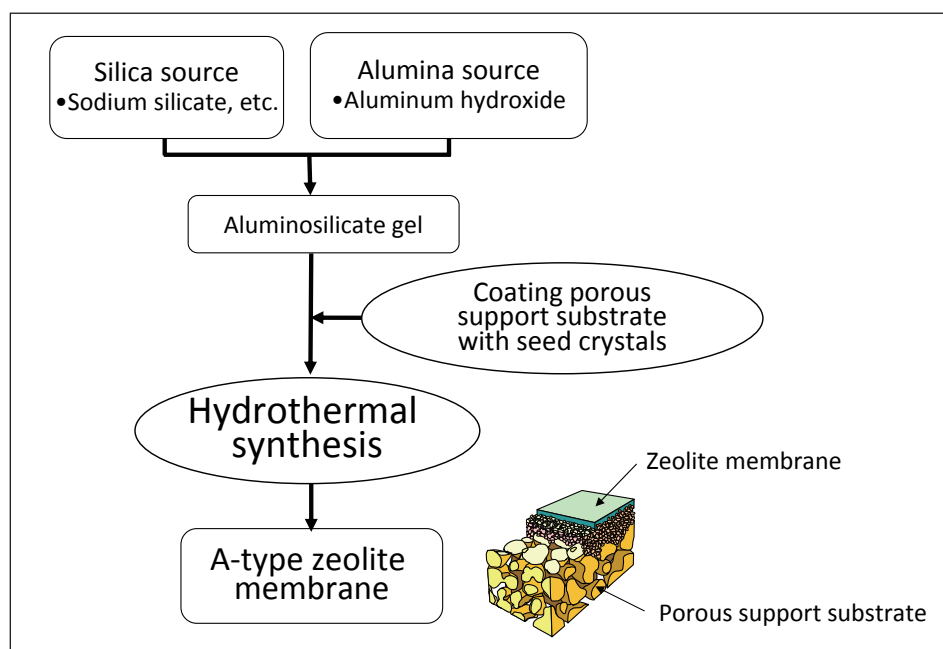 Silica source
•Sodium silicate, etc.
Alumina source
•Aluminum hydroxide
Aluminosilicate gel
Coating porous
support substrate
with seed crystals
Hydrothermal
synthesis
Zeolite membrane
A-type zeolite
membrane
Porous support substrate